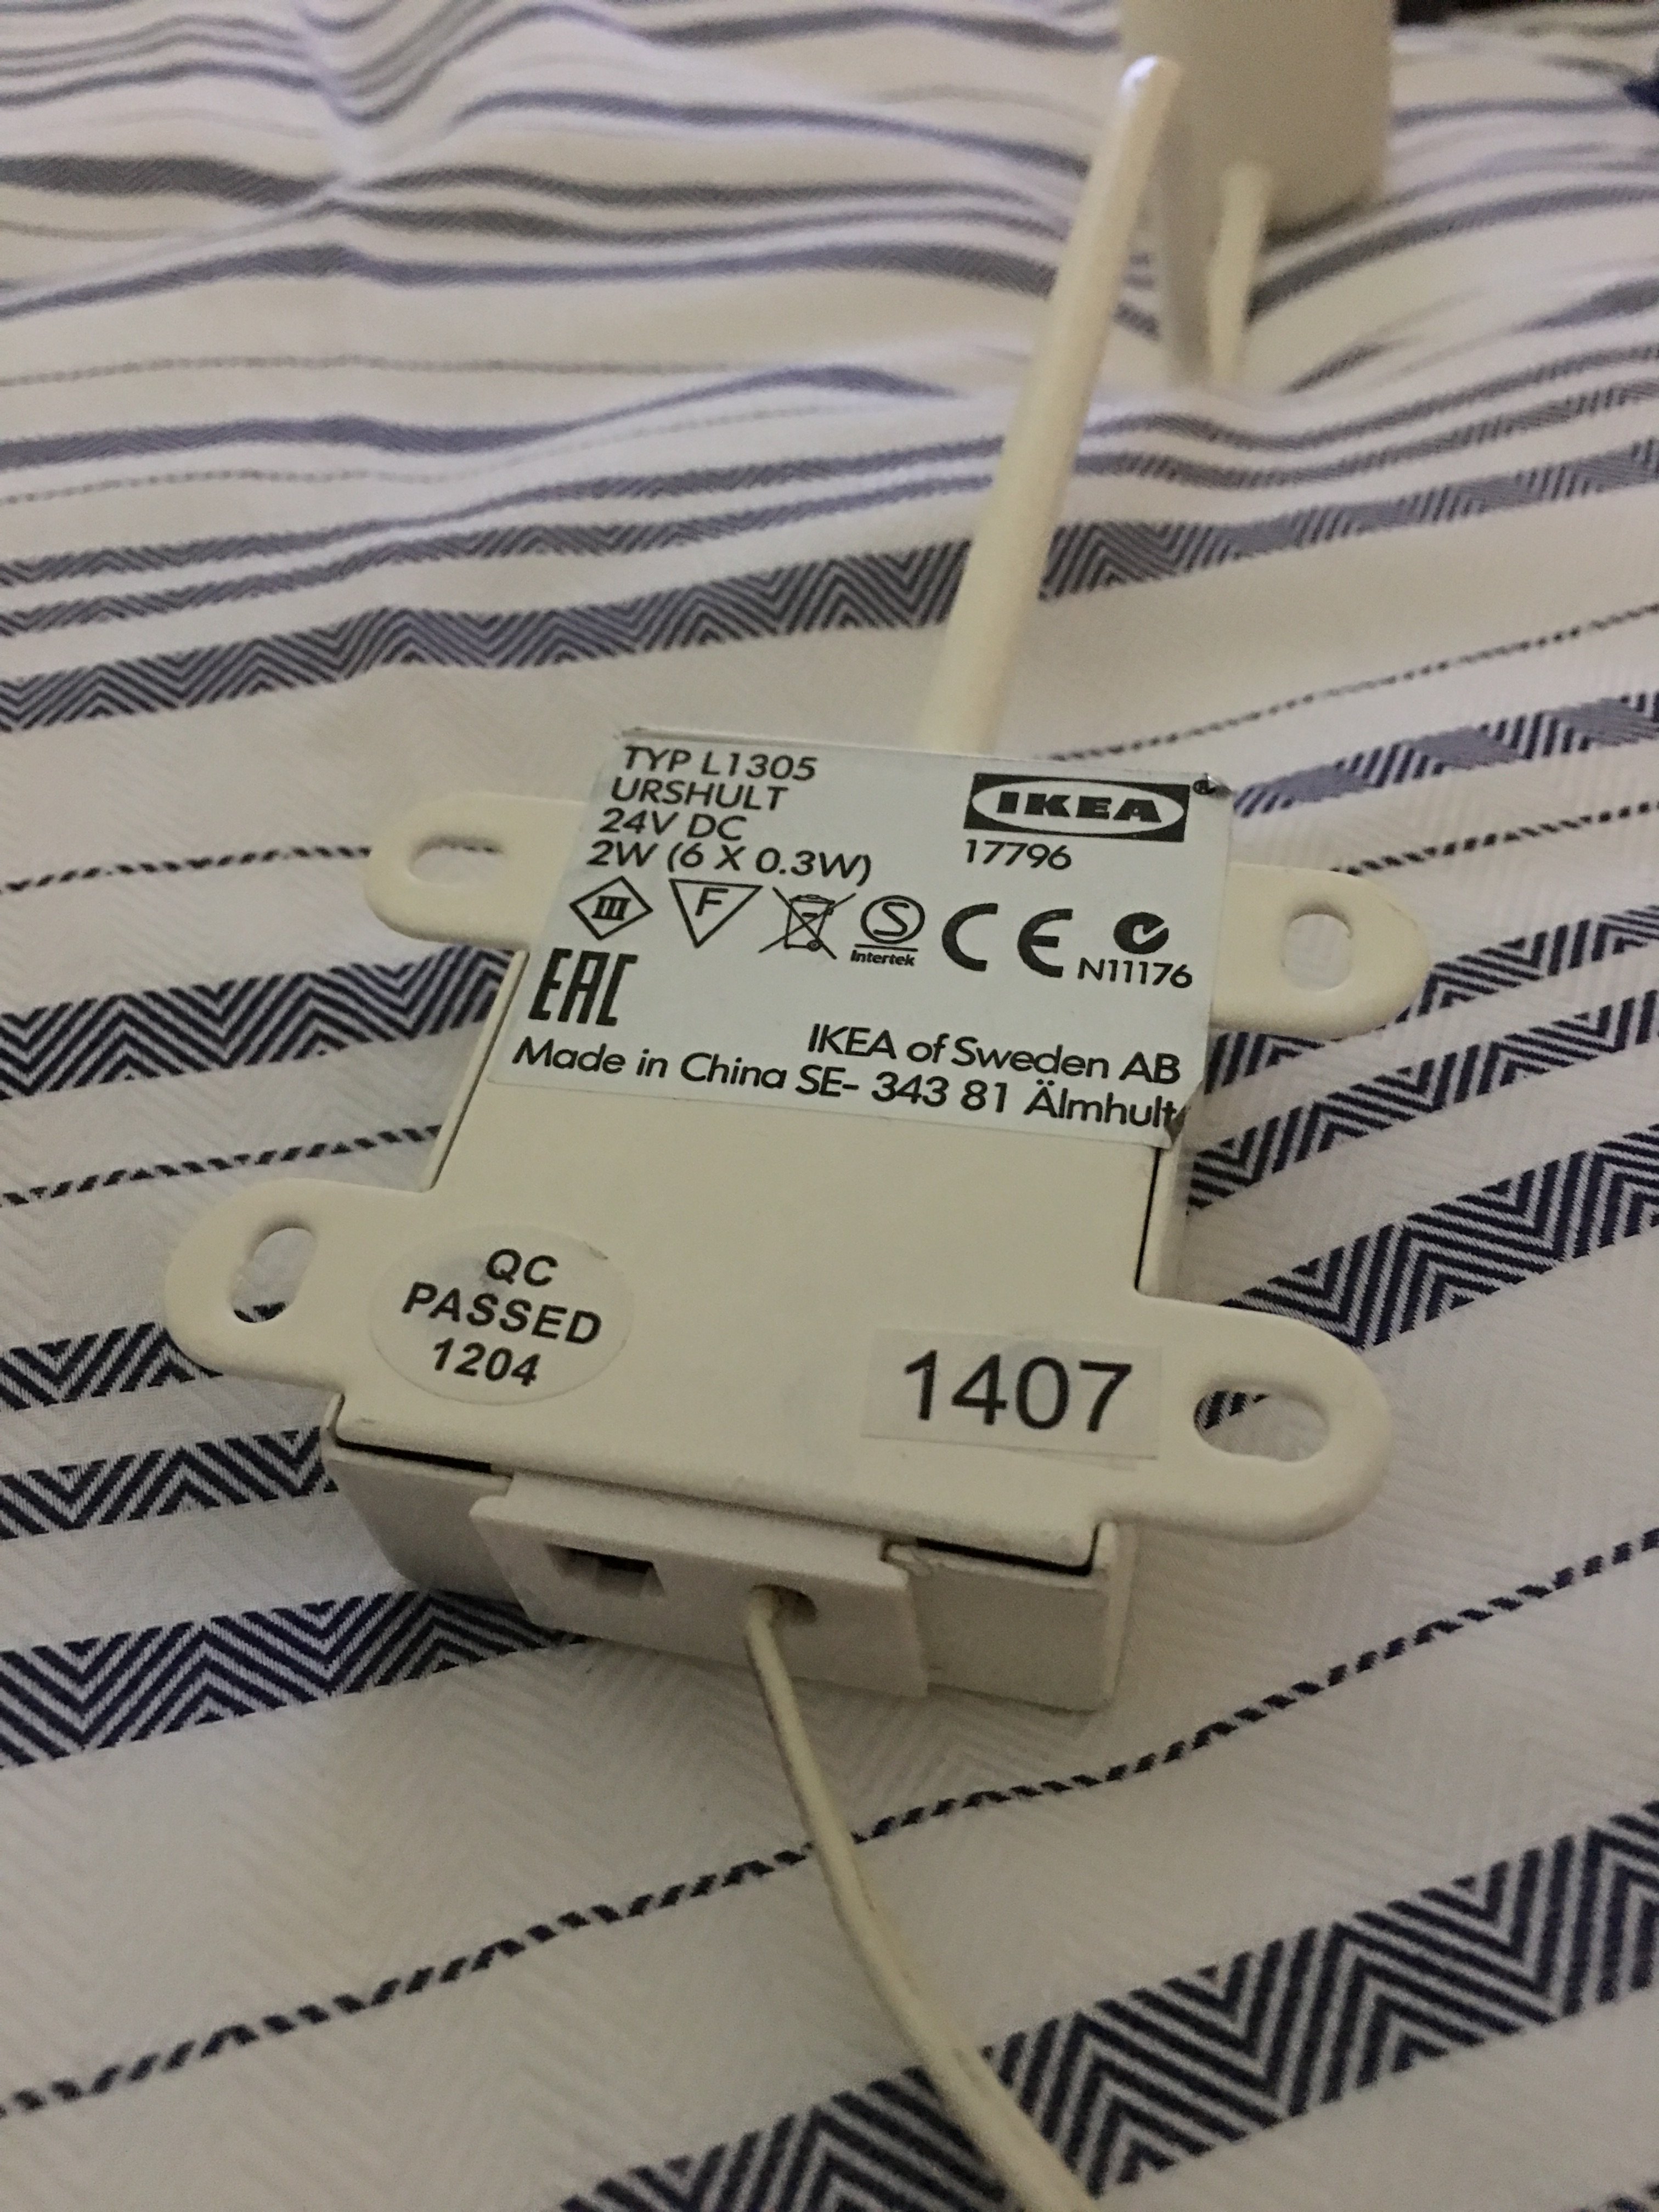 TYP L1305
URSHULT
24V DC
2W (6 X 0.3W)
IKEA®
17796
III
F
S
Intertek
CE
N11176
EAC
IKEA of Sweden AB
Made in China SE- 343 81 Älmhult
QC
PASSED
1204
1407